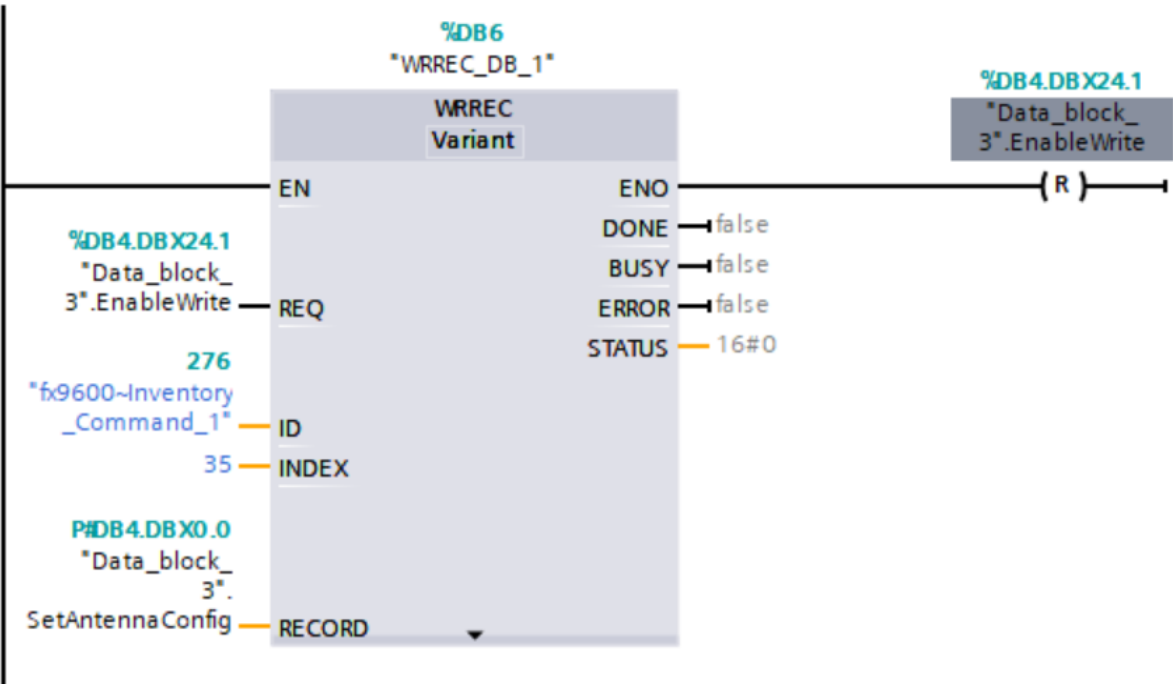 %DB6
"WRREC_DB_1"
WRREC
Variant
%DB4.DBX24.1
"Data_block_
3".EnableWrite
EN
ENO
( R )
%DB4.DBX24.1
"Data_block_
3".EnableWrite
REQ
DONE
false
BUSY
false
ERROR
false
STATUS
16#0
276
"fx9600~Inventory
_Command_1"
ID
35
INDEX
P#DB4.DBX0.0
"Data_block_
3".
SetAntennaConfig
RECORD